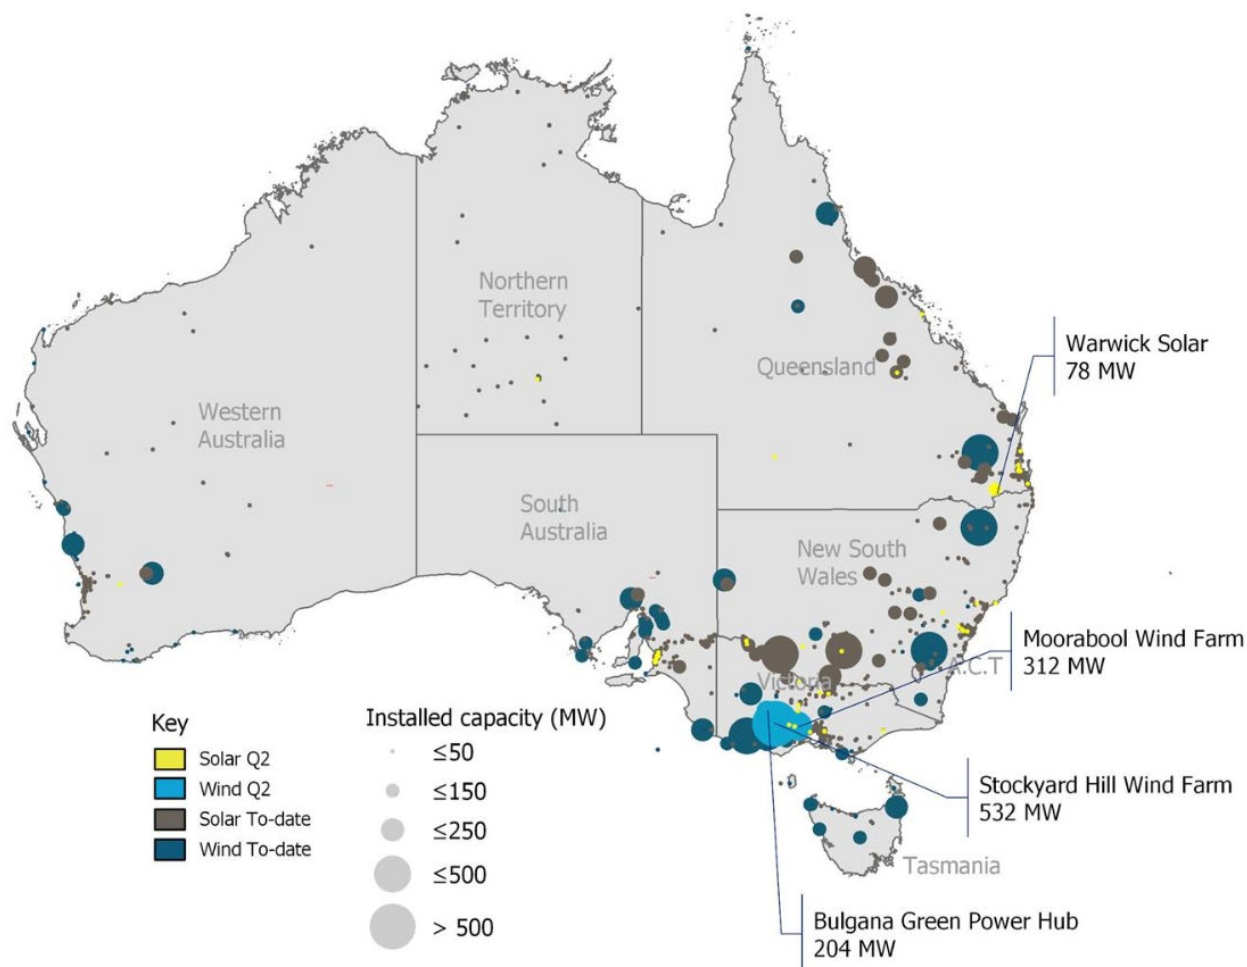 Northern
Territory
Warwick Solar
78 MW
Queensland
Western
Australia
South
Australia
New South
Wales
Moorabool Wind Farm
312 MW
A.C.T
Victoria
Key
Solar Q2
Wind Q2
Solar To-date
Wind To-date
Installed capacity (MW)
≤50
≤150
≤250
≤500
> 500
Stockyard Hill Wind Farm
532 MW
Tasmania
Bulgana Green Power Hub
204 MW